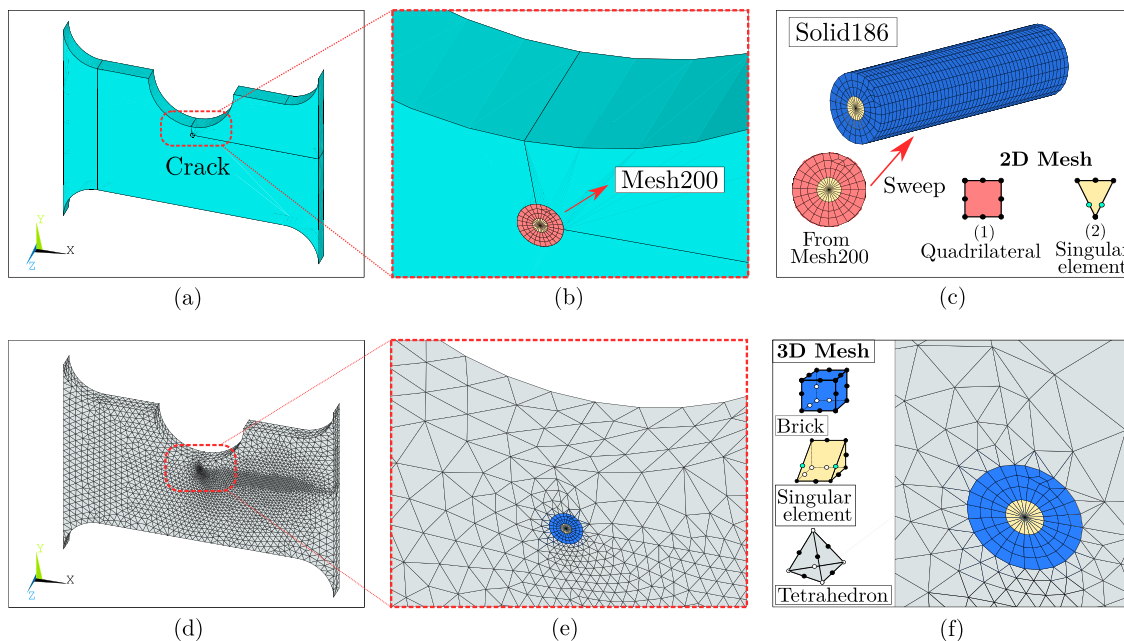 Crack
Y
X
Z
(a)
Mesh200
(b)
Solid186
Sweep
From
Mesh200
2D Mesh
(1)
Quadrilateral
(2)
Singular
element
(c)
Y
X
Z
(d)
(e)
3D Mesh
Brick
Singular
element
Tetrahedron
(f)